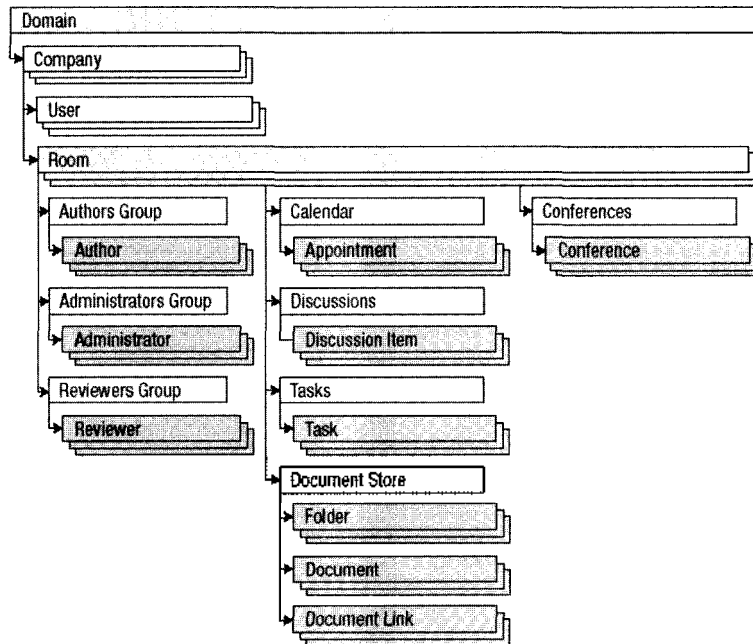 Domain
Company
User
Room
Authors Group
Author
Administrators Group
Administrator
Reviewers Group
Reviewer
Calendar
Appointment
Discussions
Discussion Item
Tasks
Task
Document Store
Folder
Document
Document Link
Conferences
Conference